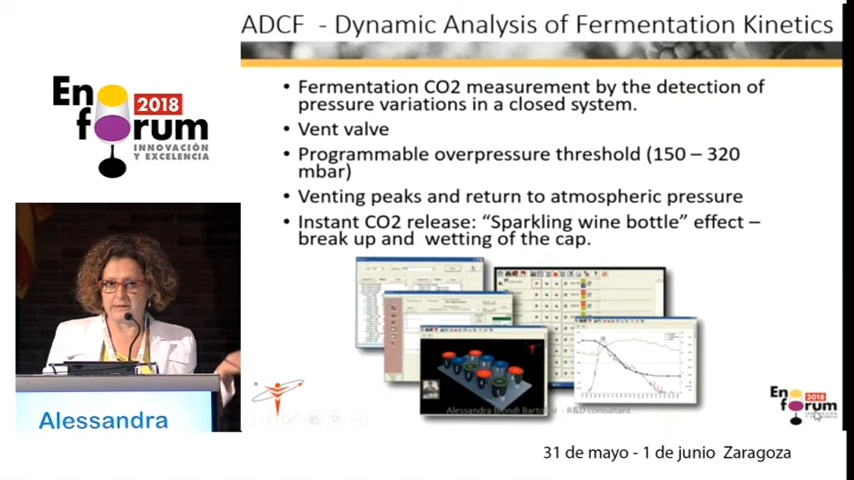 ADCF - Dynamic Analysis of Fermentation Kinetics
Eno
2018
forum
INNOVACIÓN
Y EXCELENCIA
• Fermentation CO2 measurement by the detection of
pressure variations in a closed system.
• Vent valve
• Programmable overpressure threshold (150 – 320
mbar)
• Venting peaks and return to atmospheric pressure
• Instant CO2 release: “Sparkling wine bottle” effect –
break up and wetting of the cap.
Alessandra
R&D consultant
Eno
2018
forum
31 de mayo - 1 de junio Zaragoza